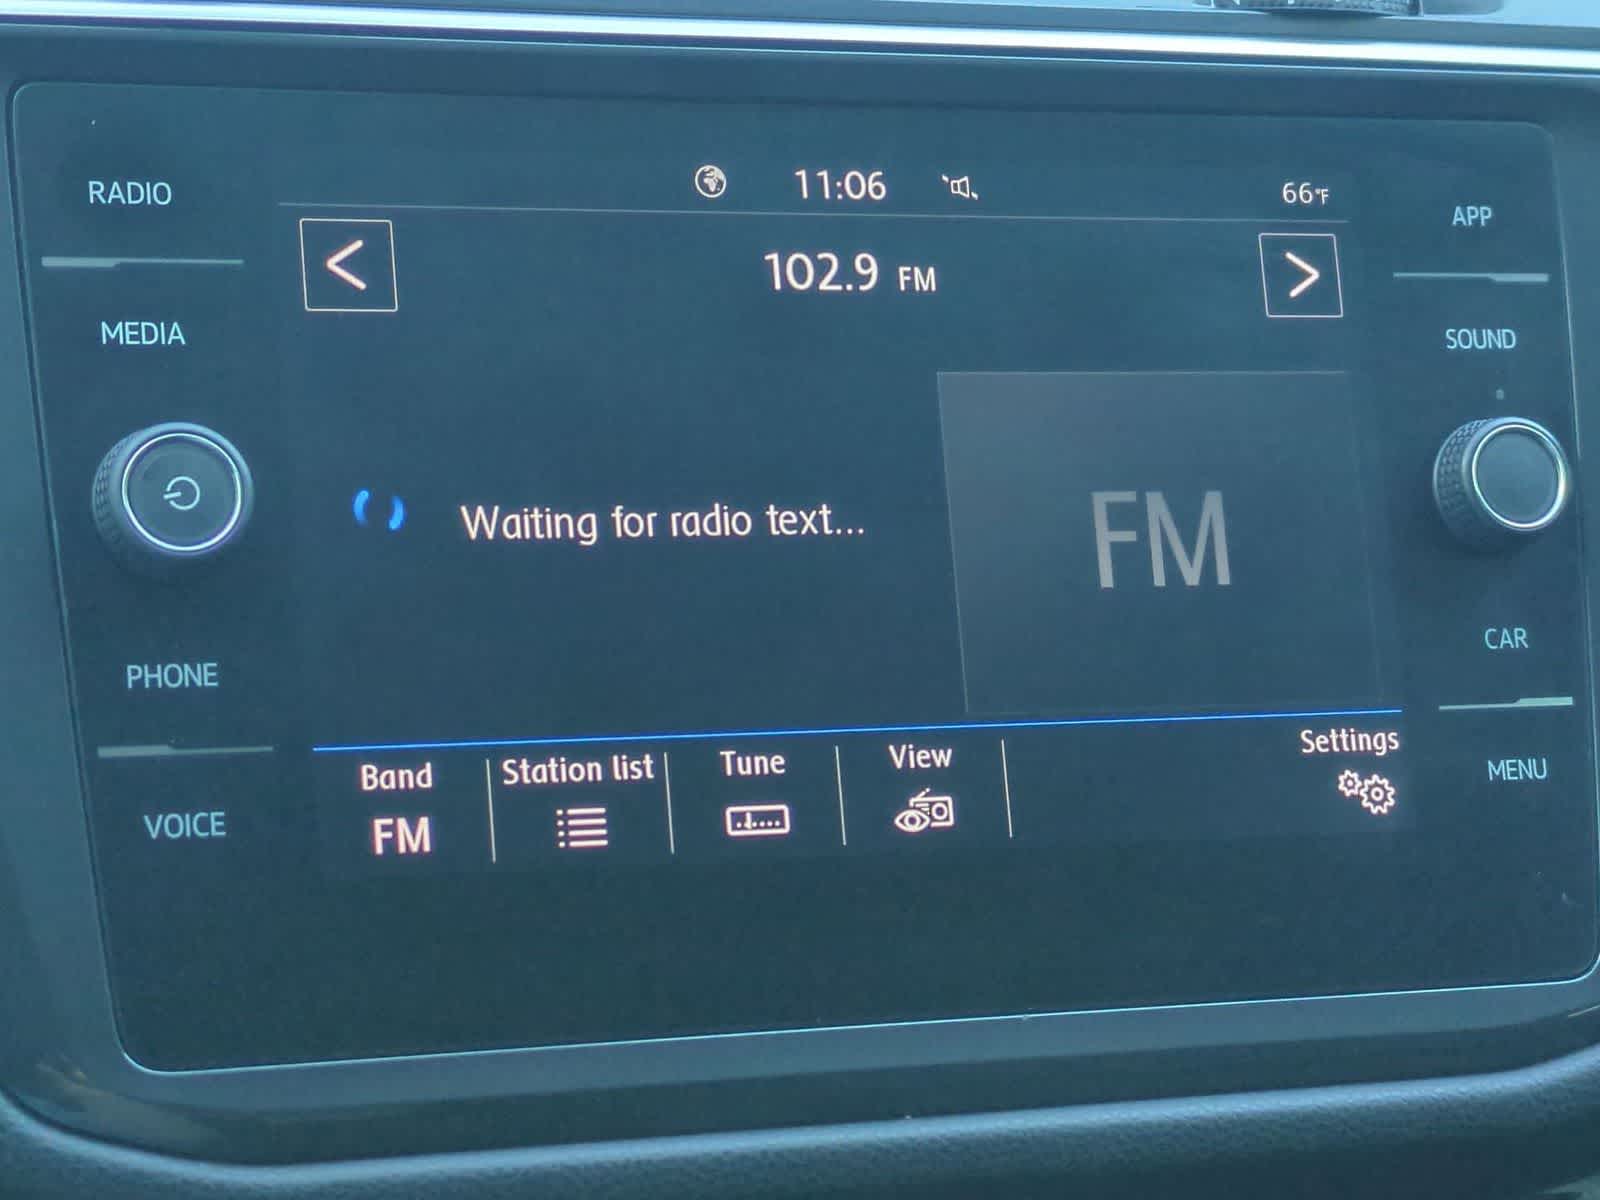 11:06 66°F
RADIO
APP
< 102.9 FM >
MEDIA
SOUND
Waiting for radio text...
FM
PHONE
CAR
Band Station list Tune View Settings
FM
VOICE
MENU